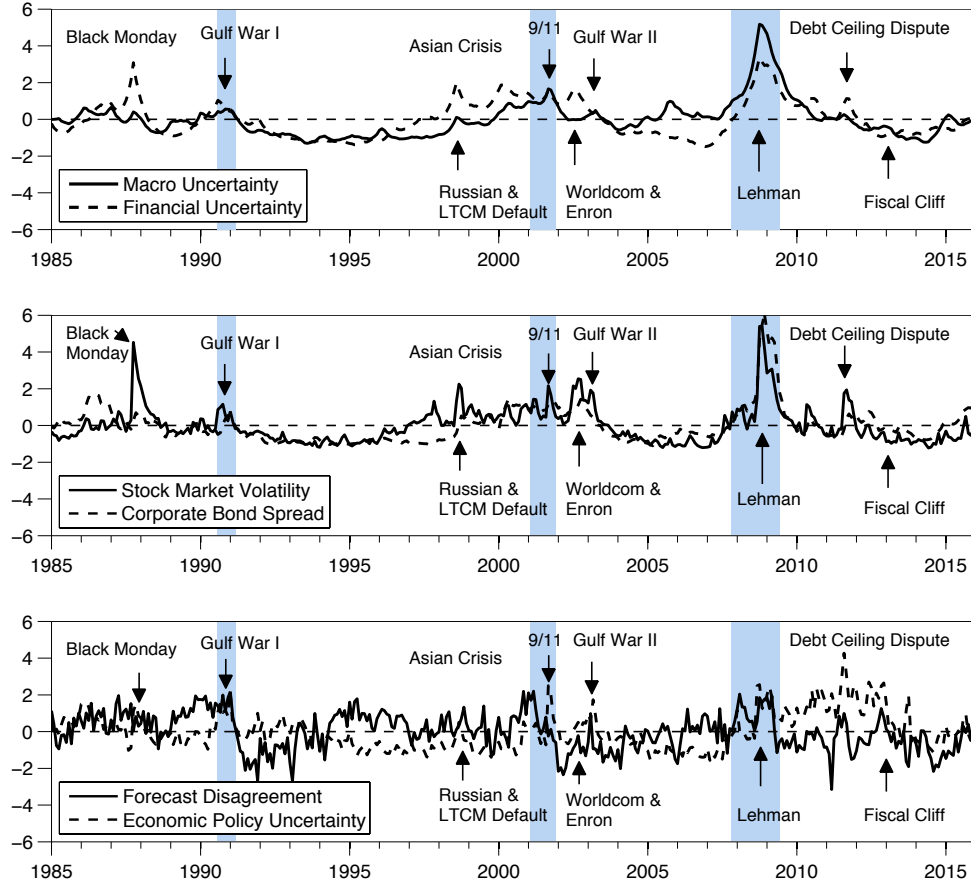 6
4
2
0
−2
−4
−6
Black Monday
Gulf War I
Asian Crisis
9/11
Gulf War II
Debt Ceiling Dispute
Russian &
LTCM Default
Worldcom &
Enron
Lehman
Fiscal Cliff
Macro Uncertainty
Financial Uncertainty
1985 1990 1995 2000 2005 2010 2015
6
4
2
0
−2
−4
−6
Black
Monday
Gulf War I
Asian Crisis
9/11
Gulf War II
Debt Ceiling Dispute
Russian &
LTCM Default
Worldcom &
Enron
Lehman
Fiscal Cliff
Stock Market Volatility
Corporate Bond Spread
1985 1990 1995 2000 2005 2010 2015
6
4
2
0
−2
−4
−6
Black Monday
Gulf War I
Asian Crisis
9/11
Gulf War II
Debt Ceiling Dispute
Russian &
LTCM Default
Worldcom &
Enron
Lehman
Fiscal Cliff
Forecast Disagreement
Economic Policy Uncertainty
1985 1990 1995 2000 2005 2010 2015